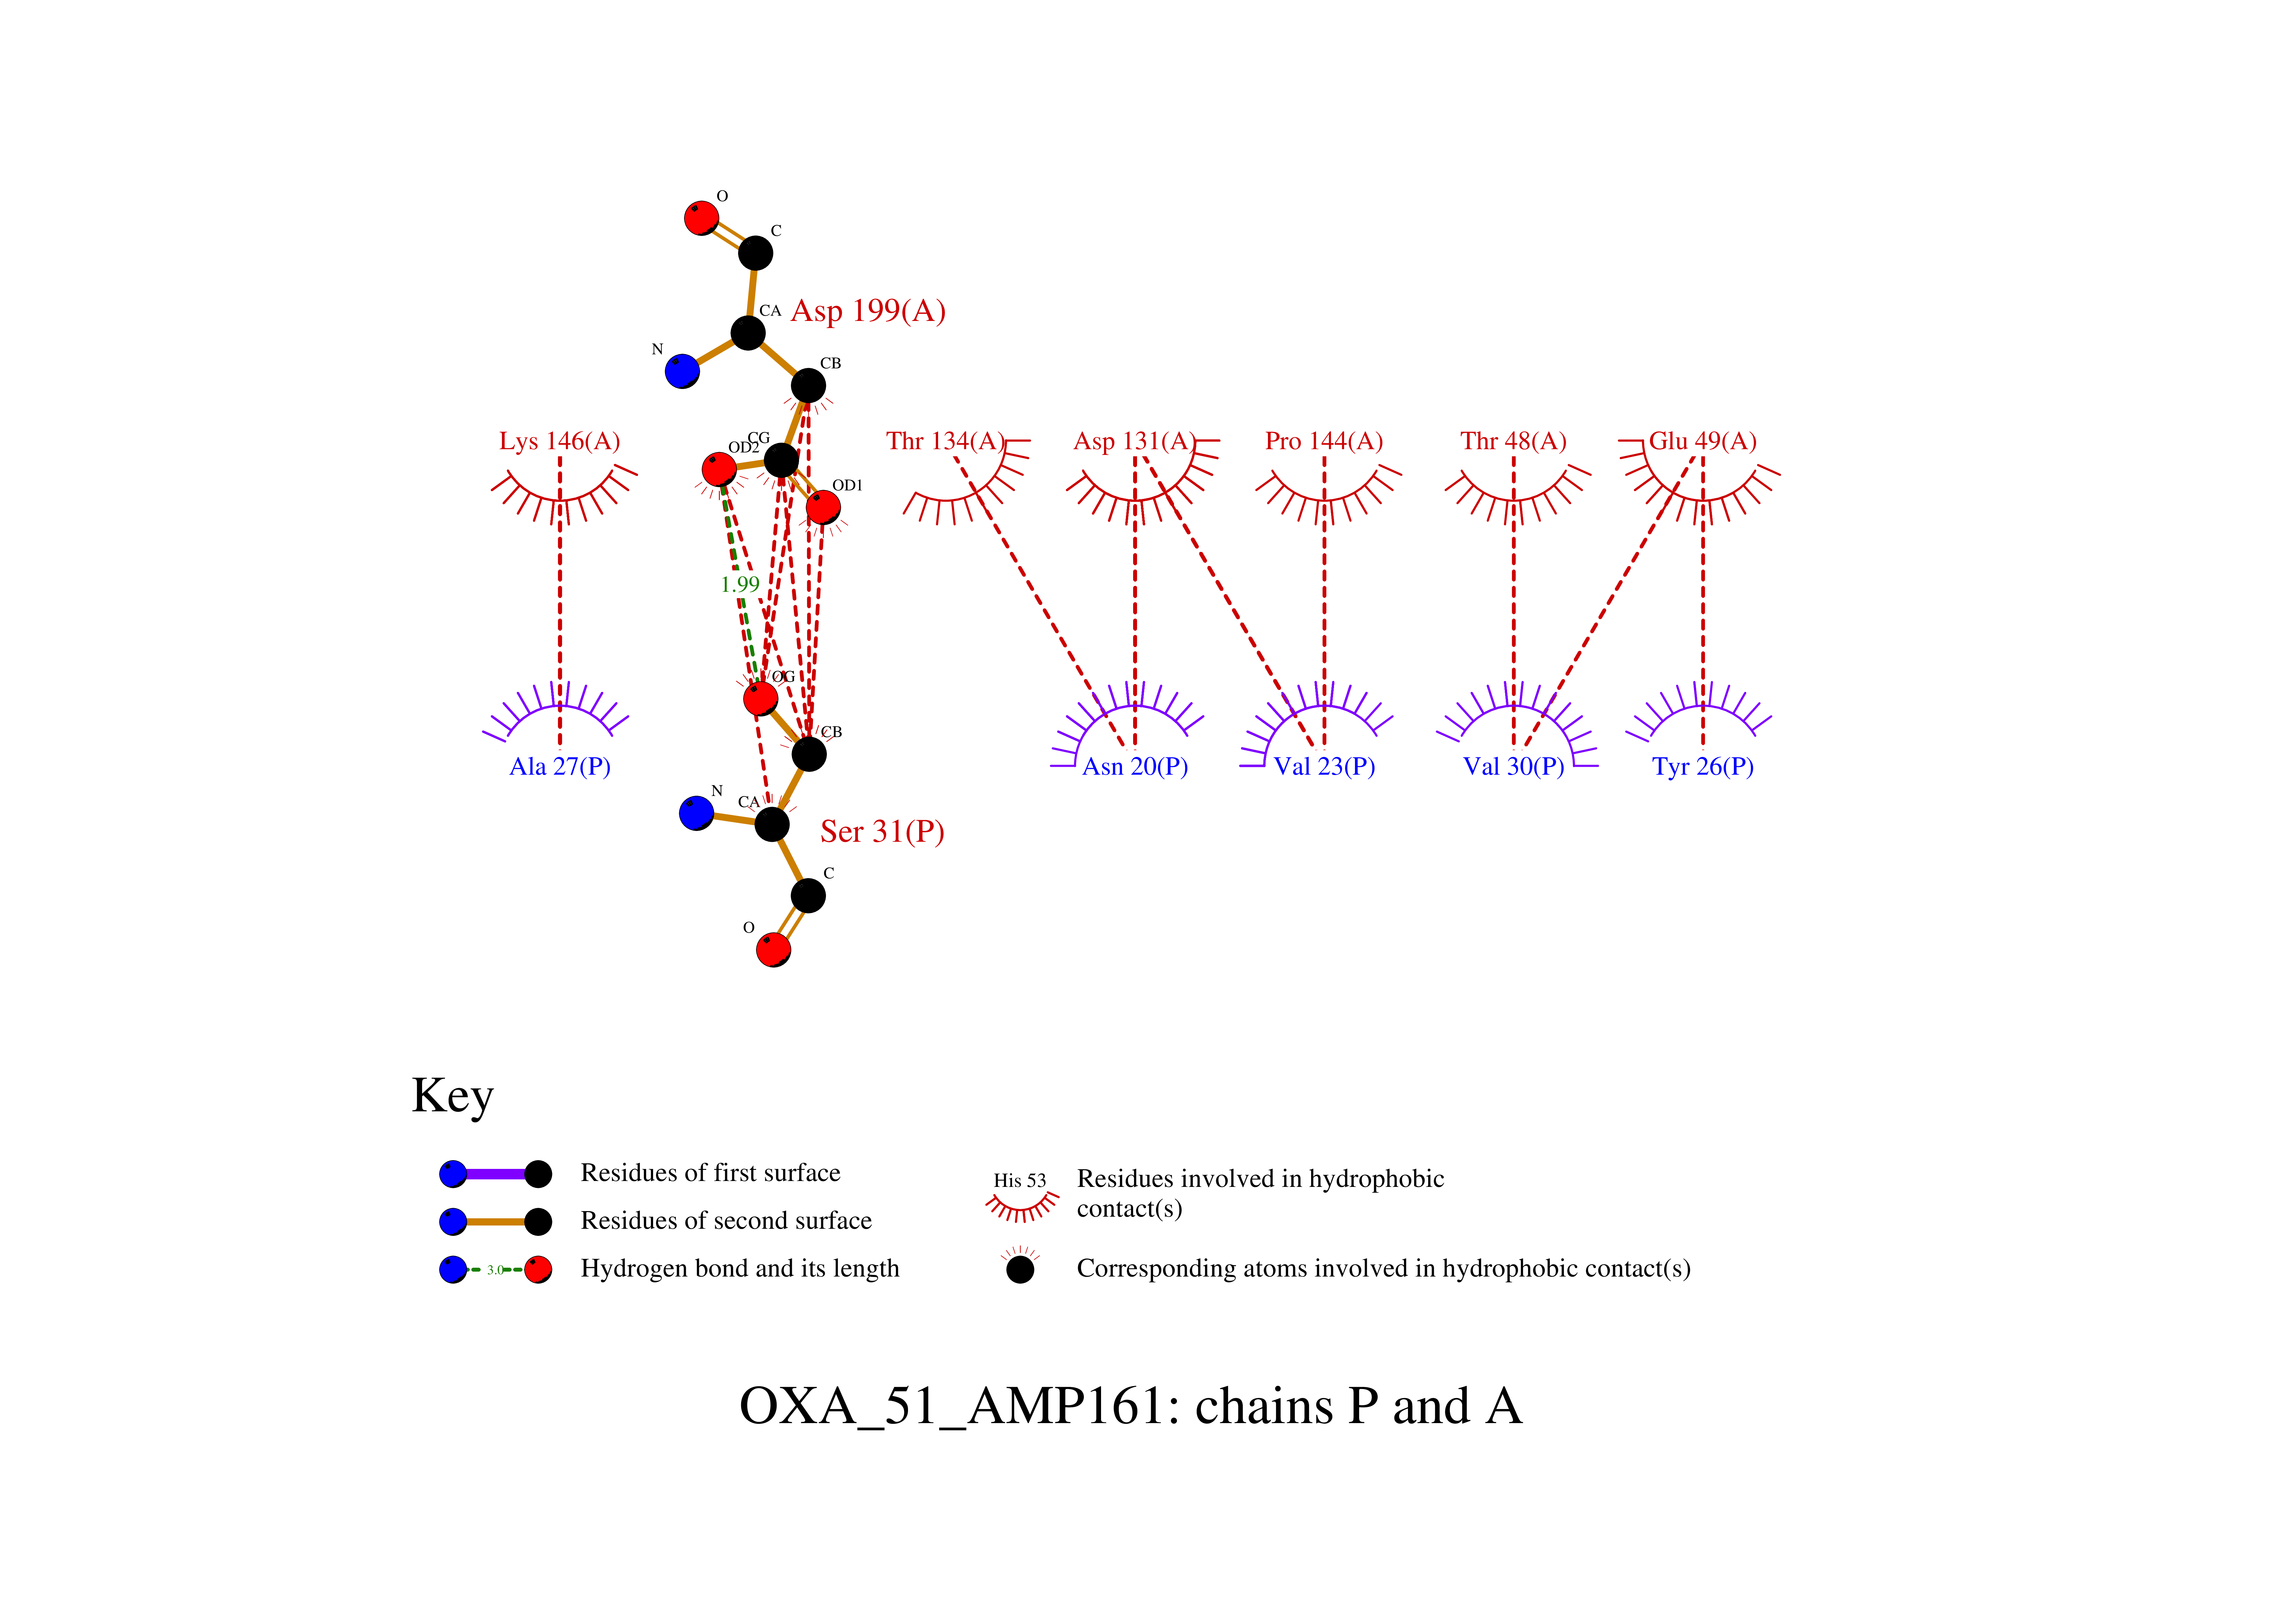 O
C
CA
Asp 199(A)
N
CB
CG
OD2
OD1
Lys 146(A)
Thr 134(A)
Asp 131(A)
Pro 144(A)
Thr 48(A)
Glu 49(A)
1.99
OG
CB
Ala 27(P)
Asn 20(P)
Val 23(P)
Val 30(P)
Tyr 26(P)
N
CA
Ser 31(P)
C
O
Key
Residues of first surface
Residues of second surface
3.0
Hydrogen bond and its length
His 53
Residues involved in hydrophobic
contact(s)
Corresponding atoms involved in hydrophobic contact(s)
OXA_51_AMP161: chains P and A